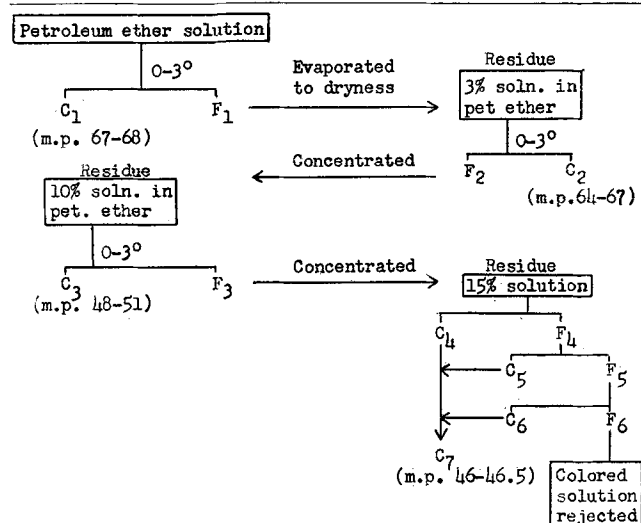 Petroleum ether solution
0-3°
C1 F1
(m.p. 67-68)
Evaporated
to dryness
Residue
3% soln. in
pet ether
0-3°
F2 C2
(m.p.64-67)
Concentrated
Residue
10% soln. in
pet. ether
0-3°
C3 F3
(m.p. 48-51)
Concentrated
Residue
15% solution
C4 F4
C5 F5
C6 F6
C7
(m.p. 46-46.5)
Colored
solution
rejected